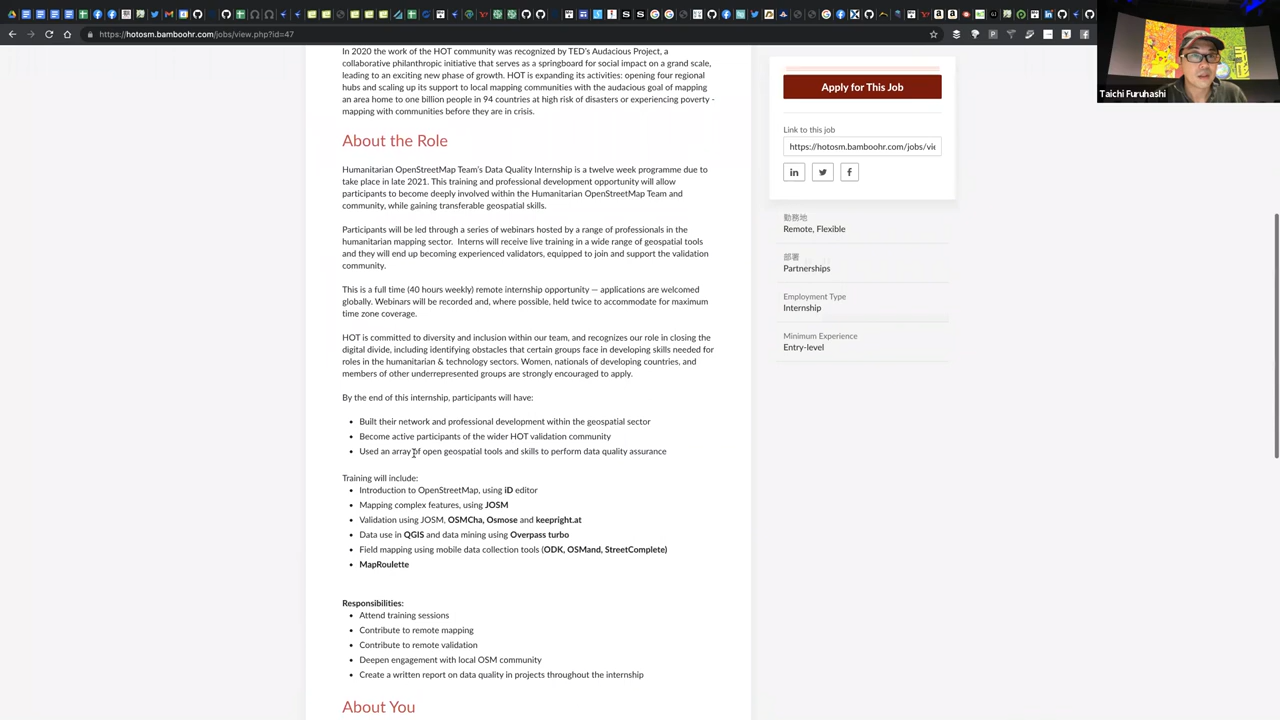 https://hotosm.bamboohr.com/jobs/view.php?id=47
Taichi Furuhashi
In 2020 the work of the HOT community was recognized by TED's Audacious Project, a
collaborative philanthropic initiative that serves as a springboard for social impact on a grand scale,
leading to an exciting new phase of growth. HOT is expanding its activities: opening four regional
hubs and scaling up its support to local mapping communities with the audacious goal of mapping
an area home to one billion people in 94 countries at high risk of disasters or experiencing poverty -
mapping with communities before they are in crisis.
About the Role
Humanitarian OpenStreetMap Team's Data Quality Internship is a twelve week programme due to
take place in late 2021. This training and professional development opportunity will allow
participants to become deeply involved within the Humanitarian OpenStreetMap Team and
community, while gaining transferable geospatial skills.
Participants will be led through a series of webinars hosted by a range of professionals in the
humanitarian mapping sector. Interns will receive live training in a wide range of geospatial tools
and they will end up becoming experienced validators, equipped to join and support the validation
community.
This is a full time (40 hours weekly) remote internship opportunity — applications are welcomed
globally. Webinars will be recorded and, where possible, held twice to accommodate for maximum
time zone coverage.
HOT is committed to diversity and inclusion within our team, and recognizes our role in closing the
digital divide, including identifying obstacles that certain groups face in developing skills needed for
roles in the humanitarian & technology sectors. Women, nationals of developing countries, and
members of other underrepresented groups are strongly encouraged to apply.
By the end of this internship, participants will have:
• Built their network and professional development within the geospatial sector
• Become active participants of the wider HOT validation community
• Used an array of open geospatial tools and skills to perform data quality assurance
Training will include:
• Introduction to OpenStreetMap, using iD editor
• Mapping complex features, using JOSM
• Validation using JOSM, OSMCha, Osmose and keepright.at
• Data use in QGIS and data mining using Overpass turbo
• Field mapping using mobile data collection tools (ODK, OSMand, StreetComplete)
• MapRoulette
Responsibilities:
• Attend training sessions
• Contribute to remote mapping
• Contribute to remote validation
• Deepen engagement with local OSM community
• Create a written report on data quality in projects throughout the internship
About You
Apply for This Job
Link to this job
https://hotosm.bamboohr.com/jobs/vie
勤務地
Remote, Flexible
部署
Partnerships
Employment Type
Internship
Minimum Experience
Entry-level